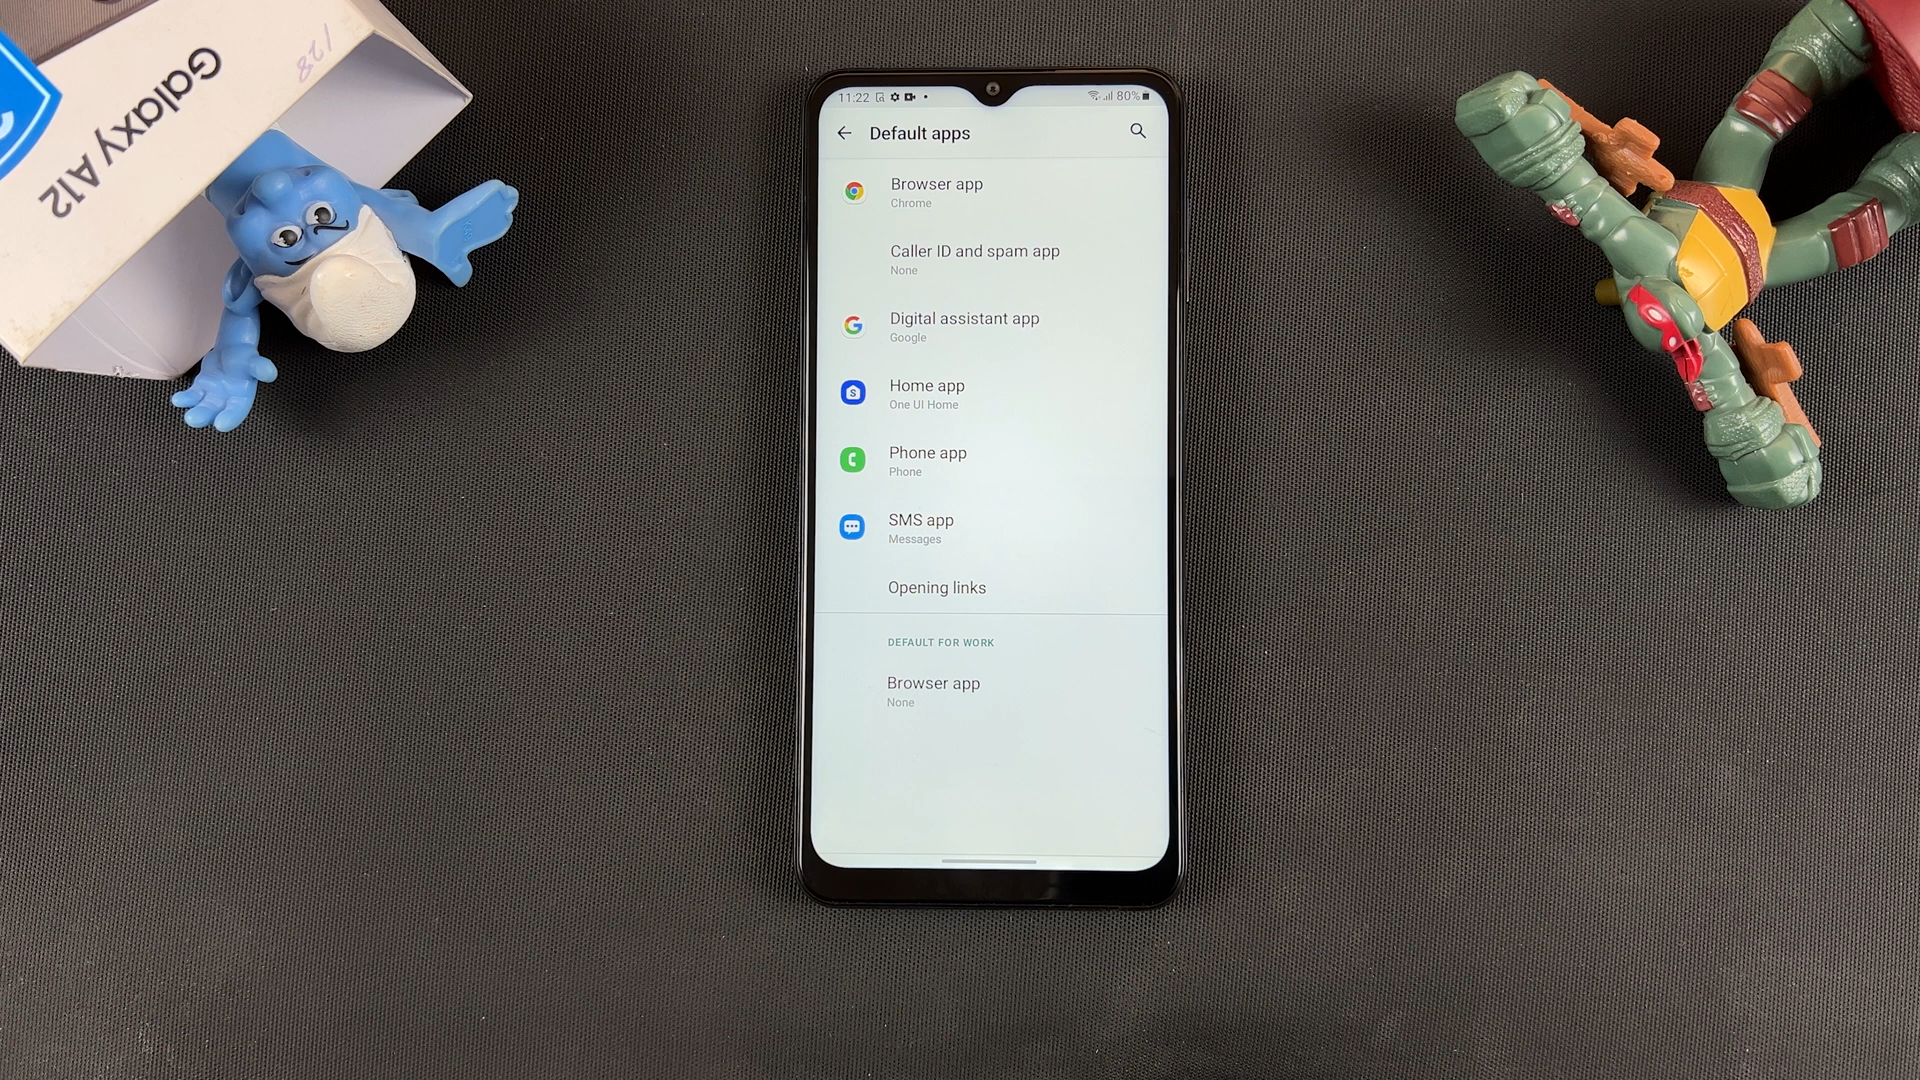 Galaxy A12
128
11:22
80%
Default apps
Browser app
Chrome
Caller ID and spam app
None
Digital assistant app
Google
Home app
One UI Home
Phone app
Phone
SMS app
Messages
Opening links
DEFAULT FOR WORK
Browser app
None